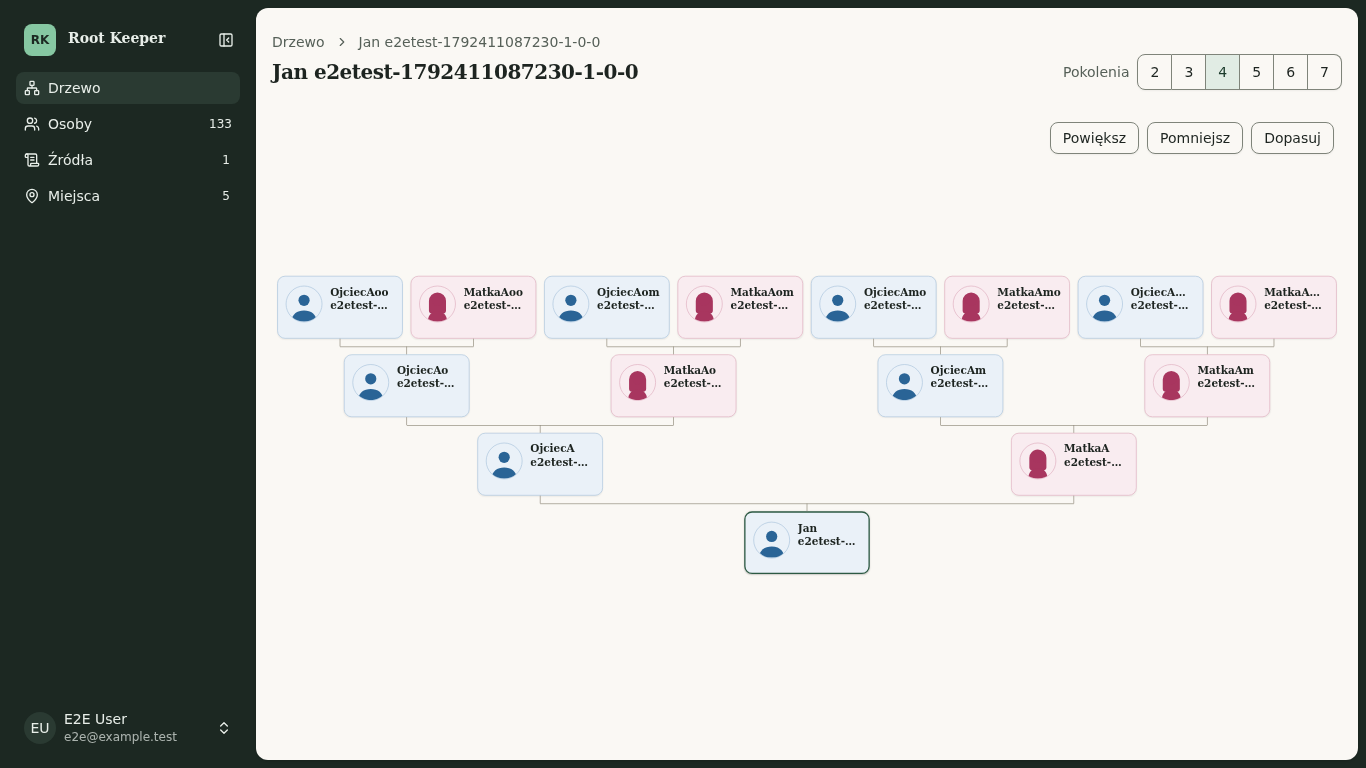 RK
Root Keeper
Drzewo
Osoby 133
Źródła 1
Miejsca 5
EU
E2E User
e2e@example.test
Drzewo > Jan e2etest-1792411087230-1-0-0
Jan e2etest-1792411087230-1-0-0
Pokolenia 2 3 4 5 6 7
Powiększ Pomniejsz Dopasuj
OjciecAoo
e2etest-…
MatkaAoo
e2etest-…
OjciecAom
e2etest-…
MatkaAom
e2etest-…
OjciecAmo
e2etest-…
MatkaAmo
e2etest-…
OjciecA…
e2etest-…
MatkaA…
e2etest-…
OjciecAo
e2etest-…
MatkaAo
e2etest-…
OjciecAm
e2etest-…
MatkaAm
e2etest-…
OjciecA
e2etest-…
MatkaA
e2etest-…
Jan
e2etest-…